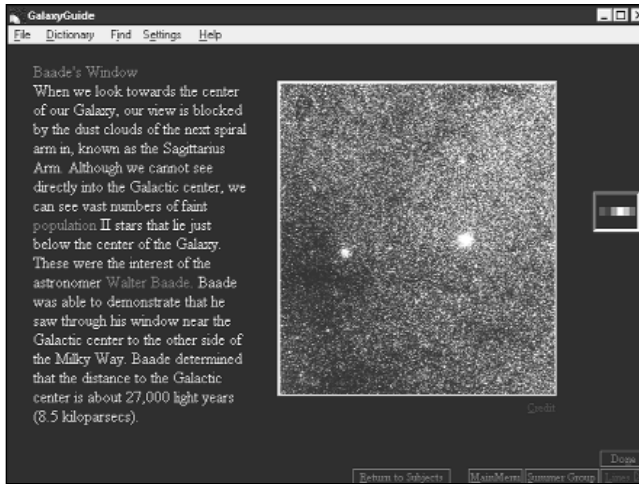 GalaxyGuide
File Dictionary Find Settings Help
Baade's Window
When we look towards the center
of our Galaxy, our view is blocked
by the dust clouds of the next spiral
arm in, known as the Sagittarius
Arm. Although we cannot see
directly into the Galactic center, we
can see vast numbers of faint
population II stars that lie just
below the center of the Galaxy.
These were the interest of the
astronomer Walter Baade. Baade
was able to demonstrate that he
saw through his window near the
Galactic center to the other side of
the Milky Way. Baade determined
that the distance to the Galactic
center is about 27,000 light years
(8.5 kiloparsecs).
Credit
Done
Return to Subjects MainMenu Summer Group